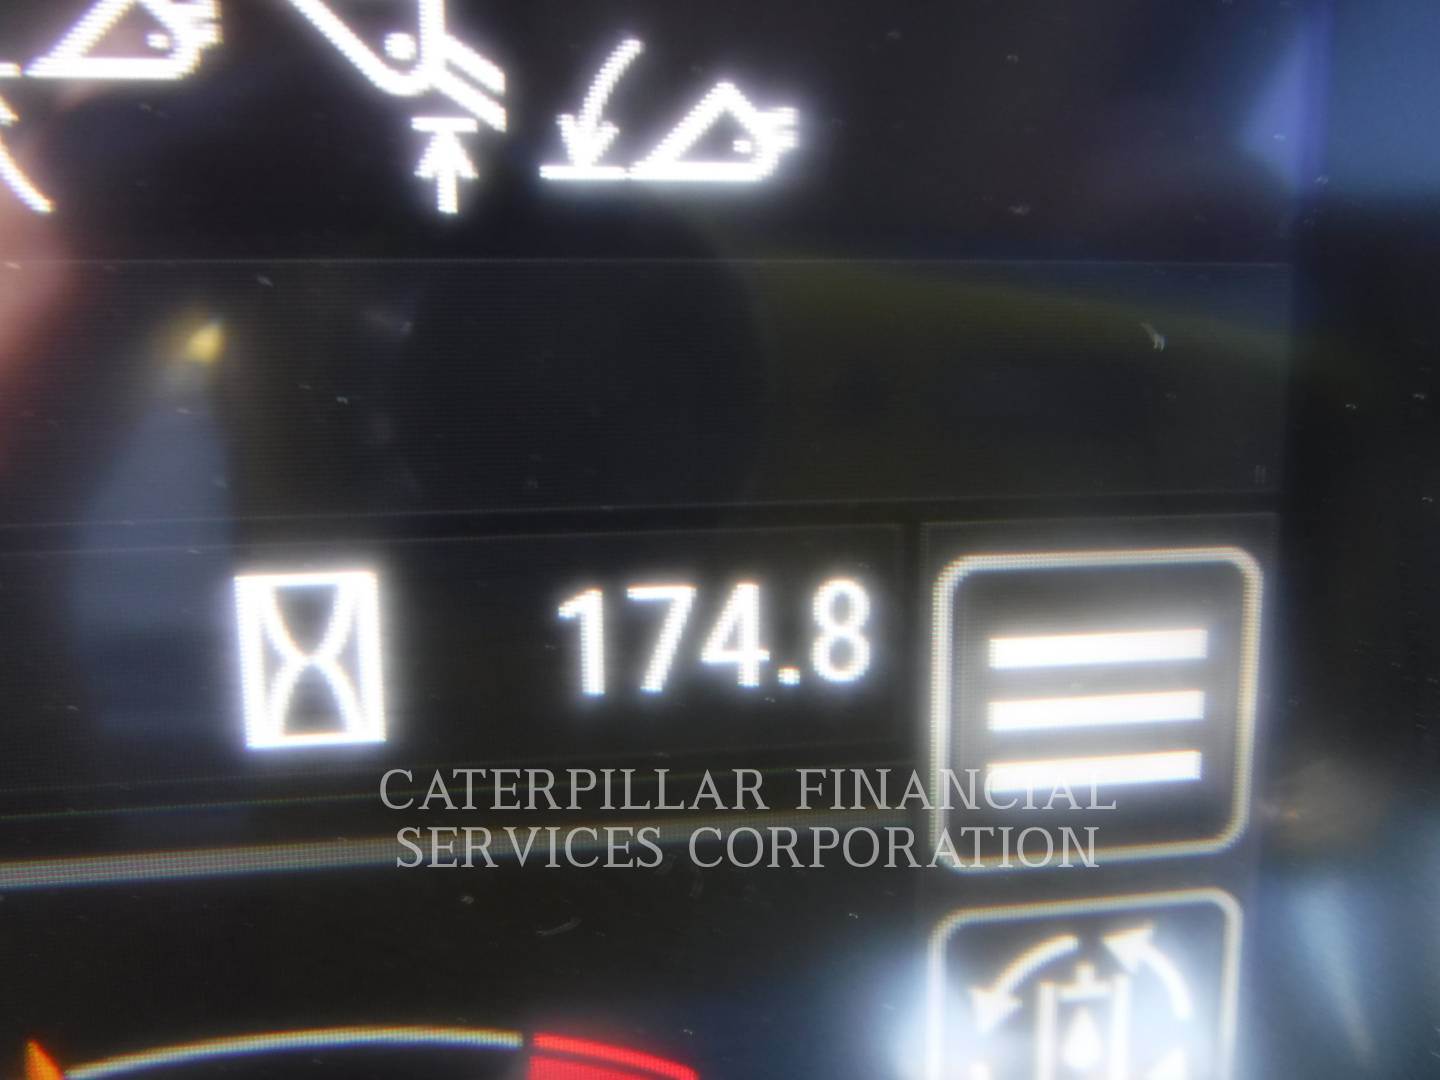 174.8
CATERPILLAR FINANCIAL
SERVICES CORPORATION